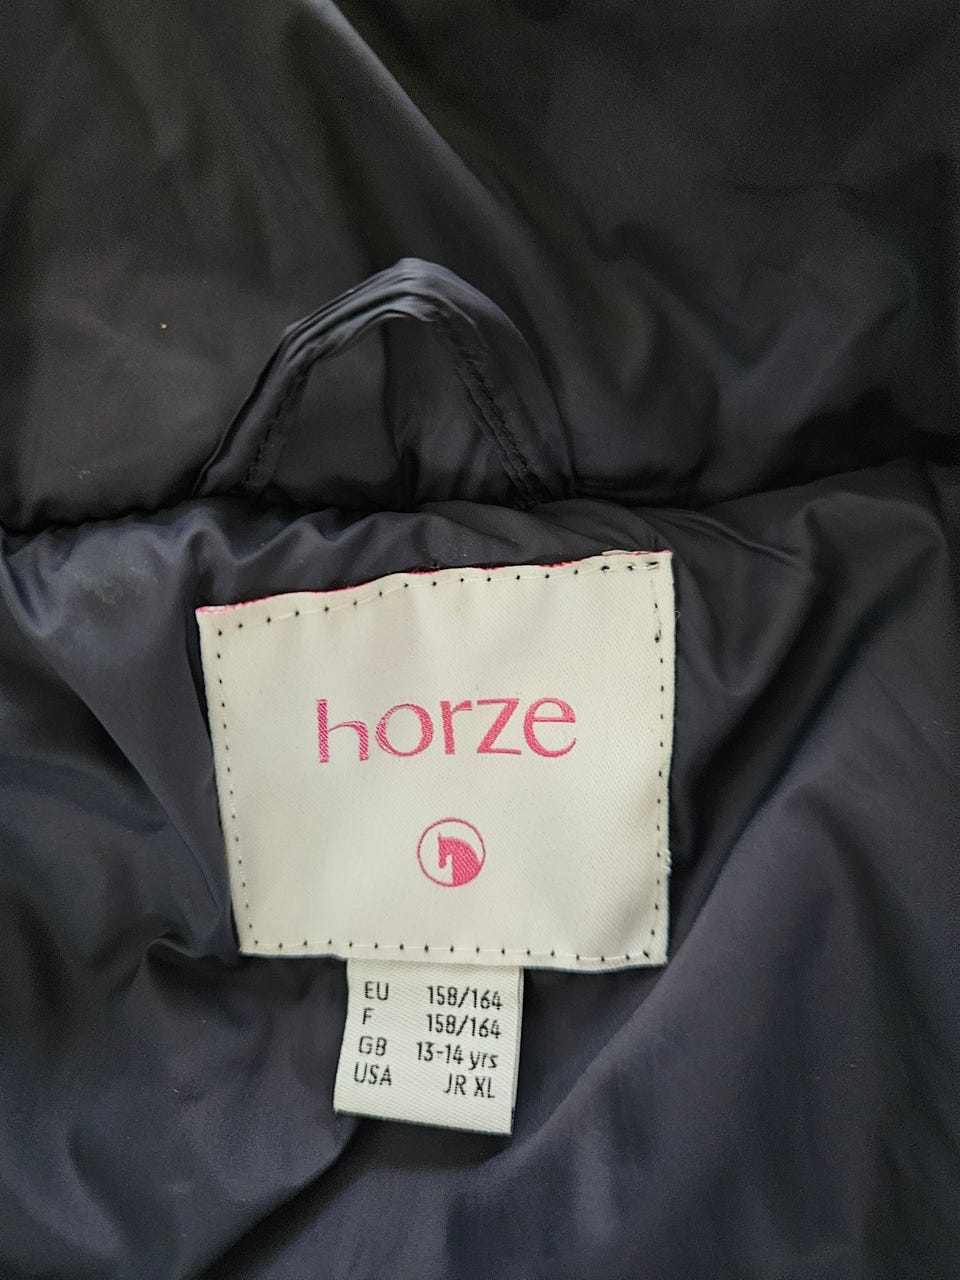 horze
EU 158/164
F 158/164
GB 13-14 yrs
USA JR XL